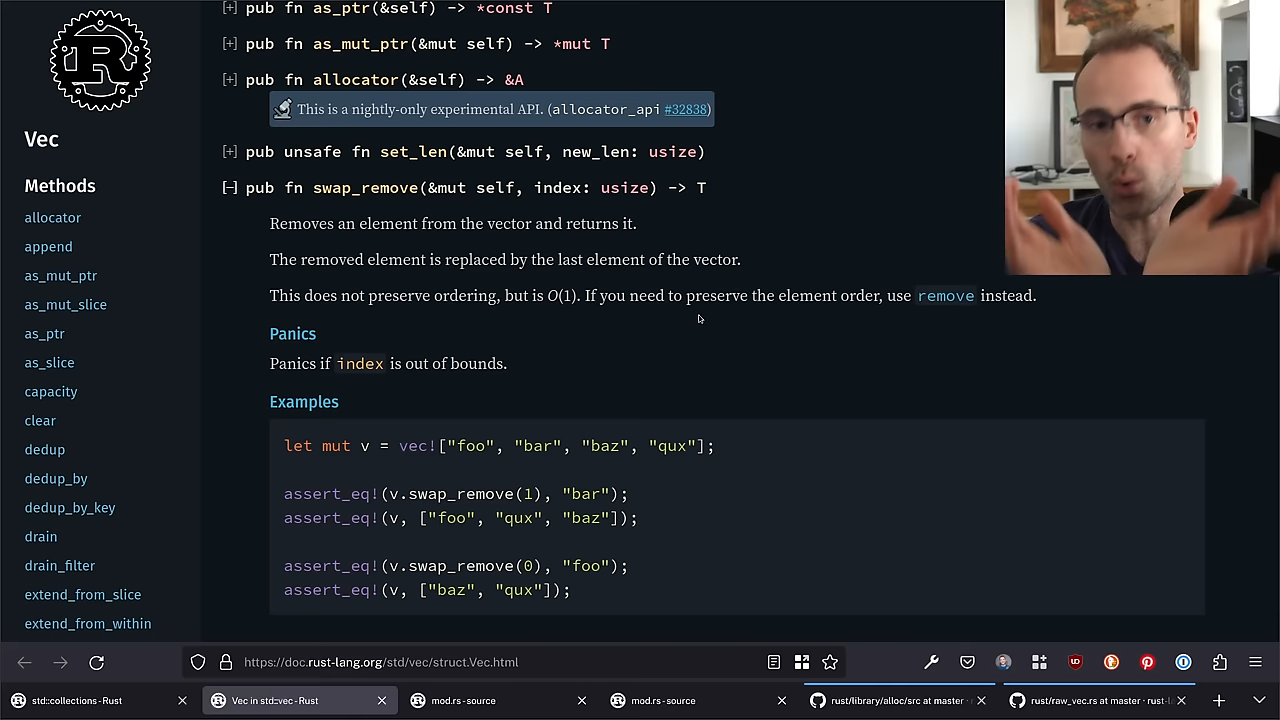 [+] pub fn as_ptr(&self) -> *const T
[+] pub fn as_mut_ptr(&mut self) -> *mut T
[+] pub fn allocator(&self) -> &A
This is a nightly-only experimental API. (allocator_api #32838)
[+] pub unsafe fn set_len(&mut self, new_len: usize)
[-] pub fn swap_remove(&mut self, index: usize) -> T
Removes an element from the vector and returns it.
The removed element is replaced by the last element of the vector.
This does not preserve ordering, but is O(1). If you need to preserve the element order, use remove instead.
Panics
Panics if index is out of bounds.
Examples
let mut v = vec!["foo", "bar", "baz", "qux"];
assert_eq!(v.swap_remove(1), "bar");
assert_eq!(v, ["foo", "qux", "baz"]);
assert_eq!(v.swap_remove(0), "foo");
assert_eq!(v, ["baz", "qux"]);
R
Vec
Methods
allocator
append
as_mut_ptr
as_mut_slice
as_ptr
as_slice
capacity
clear
dedup
dedup_by
dedup_by_key
drain
drain_filter
extend_from_slice
extend_from_within
https://doc.rust-lang.org/std/vec/struct.Vec.html
std::collections - Rust
Vec in std::vec - Rust
mod.rs - source
mod.rs - source
rust/library/alloc/src at master ·
rust/raw_vec.rs at master · rust-l